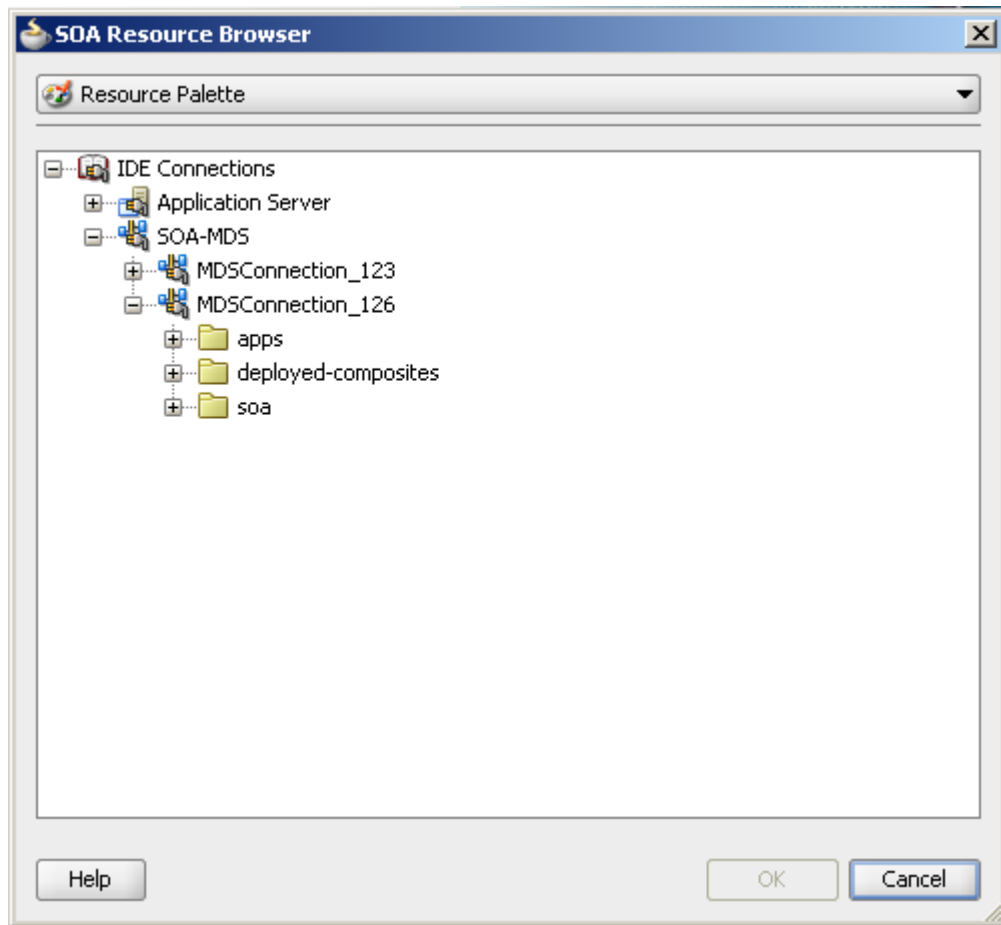 SOA Resource Browser
Resource Palette
IDE Connections
Application Server
SOA-MDS
MDSConnection_123
MDSConnection_126
apps
deployed-composites
soa
Help
OK
Cancel